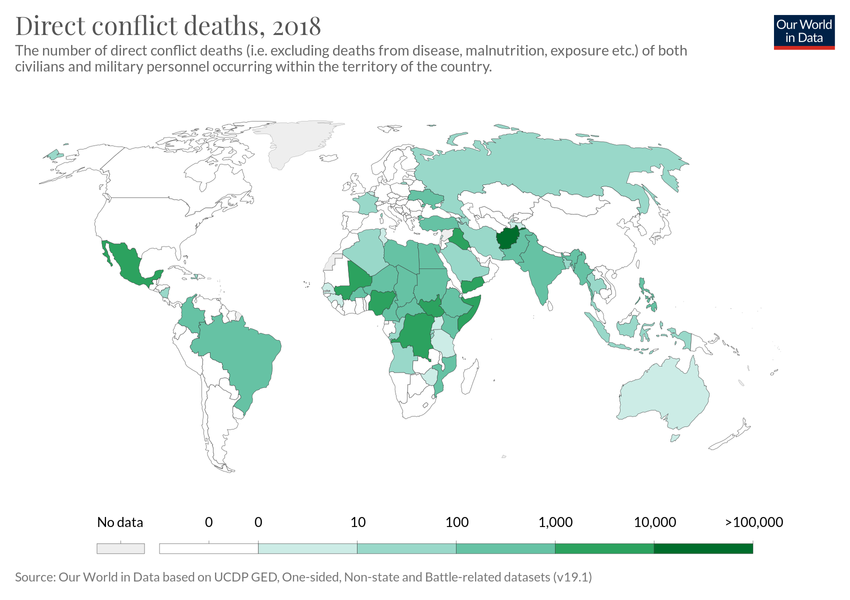 Direct conflict deaths, 2018
Our World
in Data
The number of direct conflict deaths (i.e. excluding deaths from disease, malnutrition, exposure etc.) of both
civilians and military personnel occurring within the territory of the country.
No data 0 0 10 100 1,000 10,000 >100,000
Source: Our World in Data based on UCDP GED, One-sided, Non-state and Battle-related datasets (v19.1)